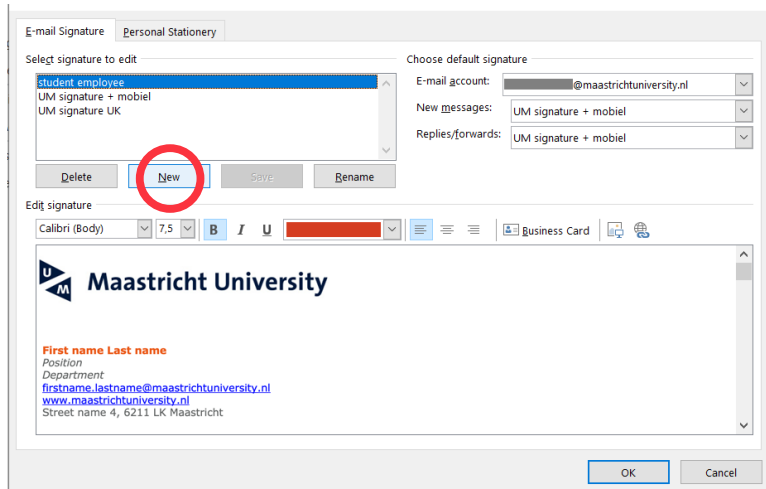 E-mail Signature Personal Stationery
Select signature to edit Choose default signature
student employee
UM signature + mobiel
UM signature UK
E-mail account: @maastrichtuniversity.nl
New messages: UM signature + mobiel
Replies/forwards: UM signature + mobiel
Delete New Save Rename
Edit signature
Calibri (Body) 7,5 B I U Business Card
U M Maastricht University
First name Last name
Position
Department
firstname.lastname@maastrichtuniversity.nl
www.maastrichtuniversity.nl
Street name 4, 6211 LK Maastricht
OK Cancel